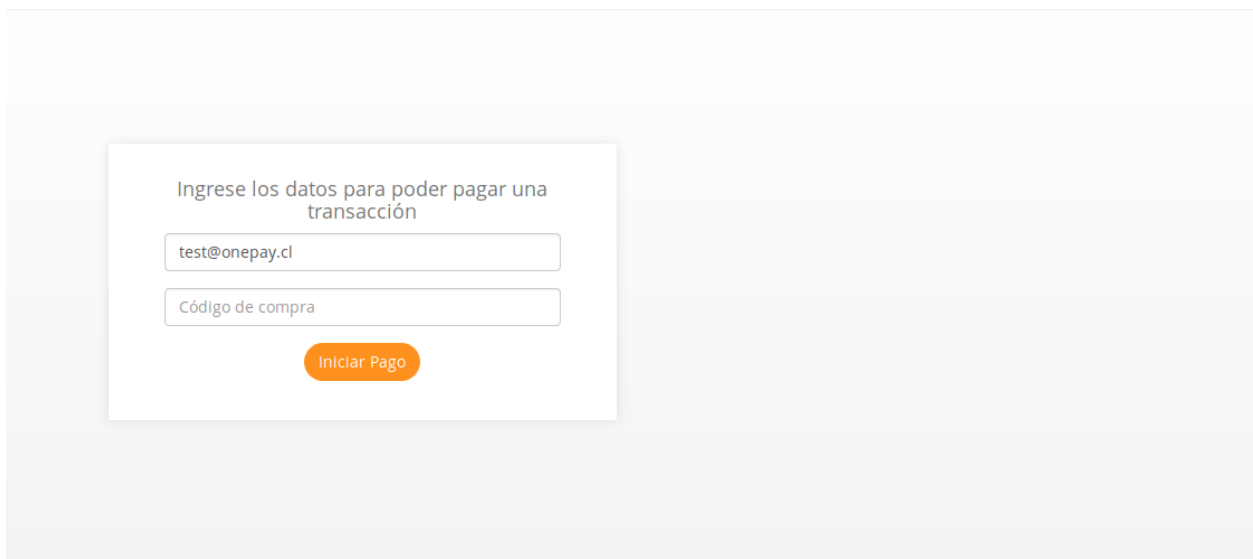 Ingrese los datos para poder pagar una
transacción
test@onepay.cl
Código de compra
Iniciar Pago